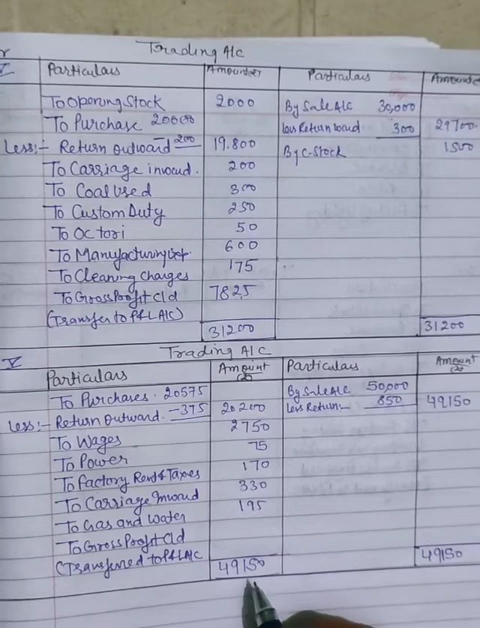 Trading A/c
V
Particulars Amount Particulars Amount
To Opening Stock 2000 By Sale A/c 30,000
To Purchase 20000 less Return Inward 300 29700
Less:- Return outward - 200 19.800 By C-Stock 1500
To Carriage inward. 200
To Coal Used 300
To Custom Duty 250
To Octori 50
To Manufacturing 600
To Cleaning Charges 175
To Gross Profit C/d 7825
(Transfer to P&L A/C)
31200 31200
V Trading A/C
Particulars Amount Particulars Amount
To Purchases. 20575 By Sale A/c 50,000
Less:- Return outward. -375 20200 Less Return 850 49150
To Wages 2750
To Power 75
To Factory Rent & Taxes 170
To Carriage Inward 330
To Gas and Water 195
To Gross Profit C/d
(Transferred to P&L A/C 49150 49150